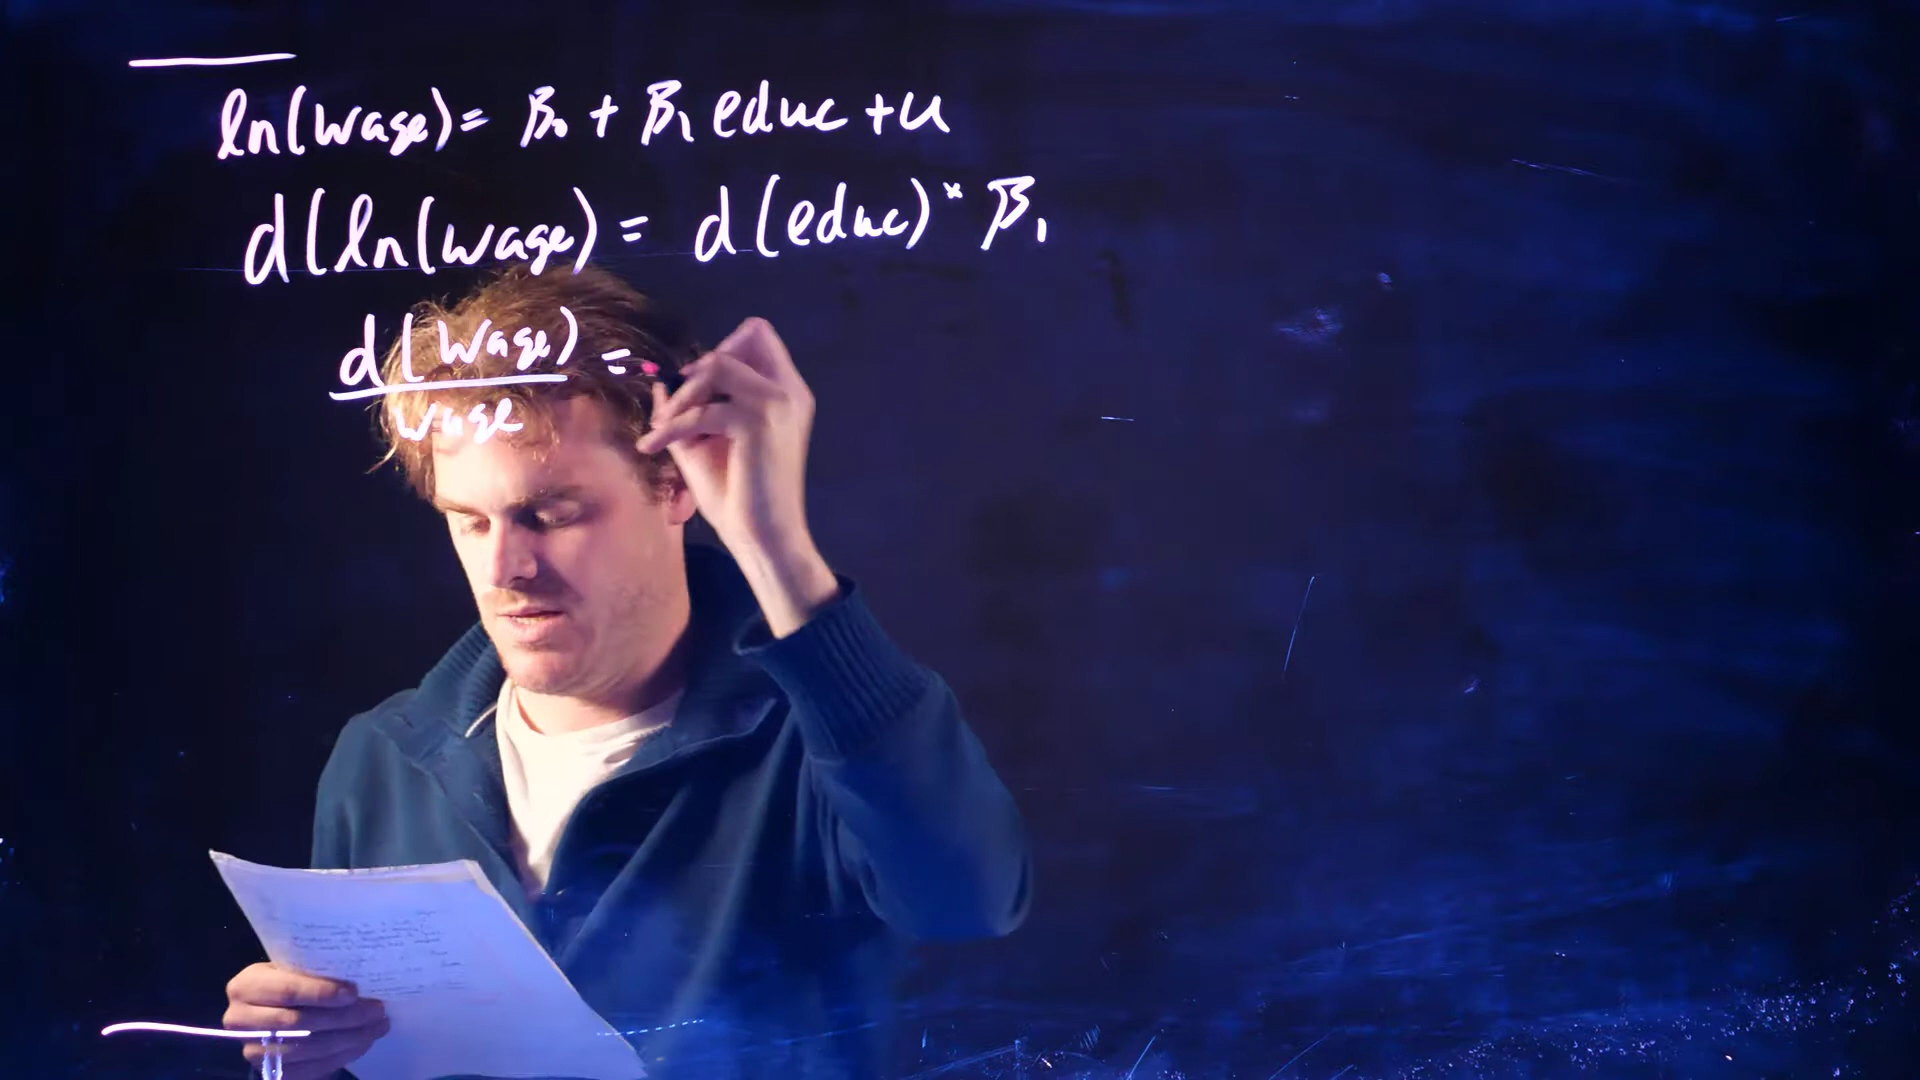 ln(wage)= β₀ + β₁ educ + u
d(ln(wage) = d(educ)* β₁
d(wage)
wage
=